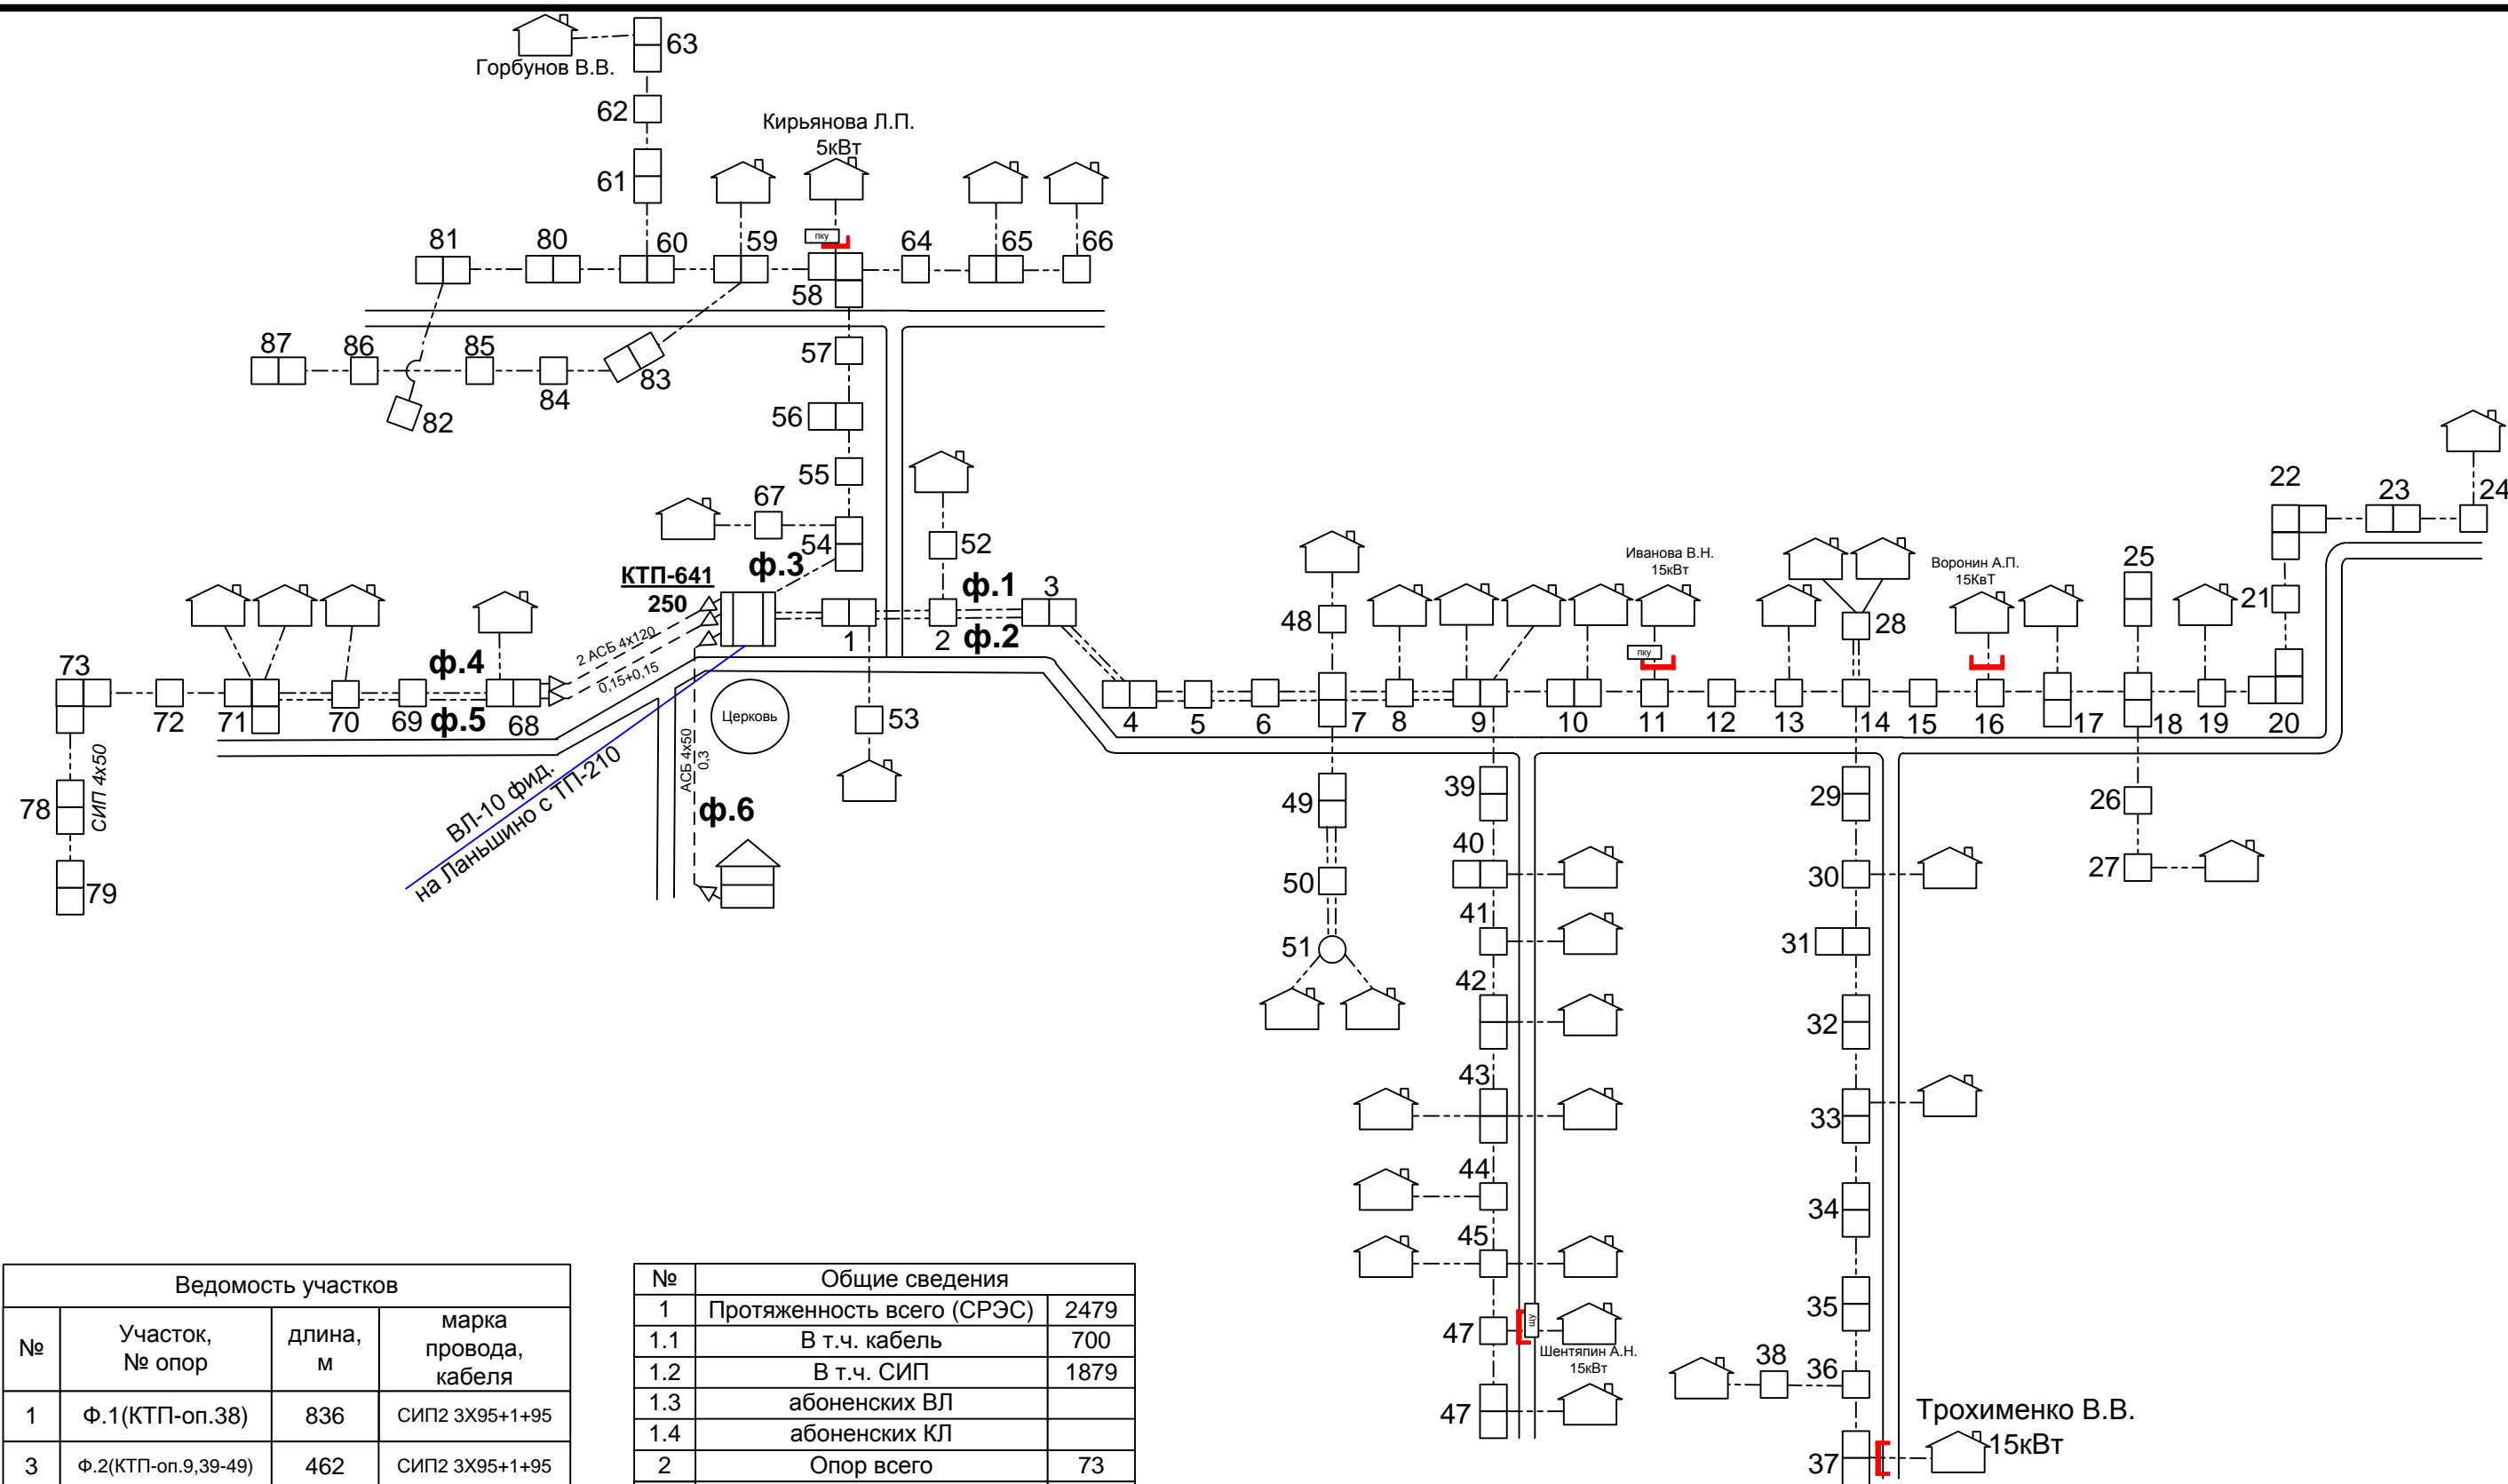 63
Горбунов В.В.
62
Кирьянова Л.П.
5кВт
61
пку
81
80
60
59
64
65
66
58
87
86
85
57
84
83
82
56
55
67
54
52
22
23
24
КТП-641
250
ф.3
ф.1
3
Иванова В.Н.
15кВт
Воронин А.П.
15КвТ
25
21
1
2
ф.2
48
28
пку
73
ф.4
2 АСБ 4х120
0,15+0,15
72
71
70
69
ф.5
68
Церковь
53
4
5
6
7
8
9
10
11
12
13
14
15
16
17
18
19
20
СИП 4х50
78
79
ВЛ-10 фид.
на Ланьшино с ТП-210
АСБ 4х50
0,3
ф.6
49
39
29
26
40
50
30
27
41
51
31
42
32
43
33
44
34
45
35
47
щу
Шентяпин А.Н.
15кВт
38
36
47
Трохименко В.В.
15кВт
37
Ведомость участков
№
Участок,
№ опор
длина,
м
марка
провода,
кабеля
1 Ф.1(КТП-оп.38) 836 СИП2 3Х95+1+95
3 Ф.2(КТП-оп.9,39-49) 462 СИП2 3Х95+1+95
№ Общие сведения
1 Протяженность всего (СРЭС) 2479
1.1 В т.ч. кабель 700
1.2 В т.ч. СИП 1879
1.3 абоненских ВЛ
1.4 абоненских КЛ
2 Опор всего 73